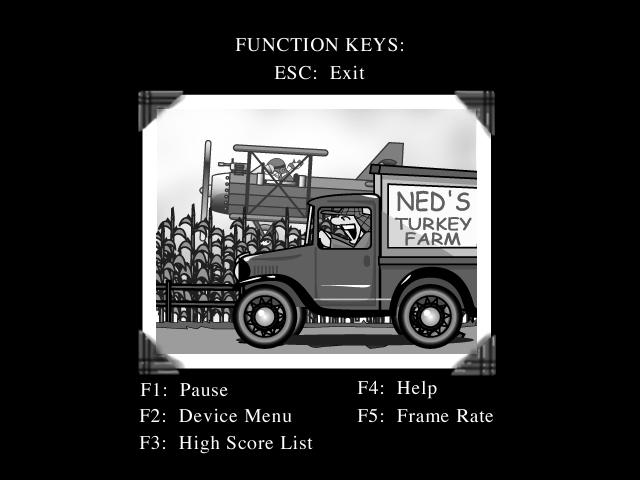 FUNCTION KEYS:
ESC: Exit
NED'S
TURKEY
FARM
F1: Pause
F2: Device Menu
F3: High Score List
F4: Help
F5: Frame Rate